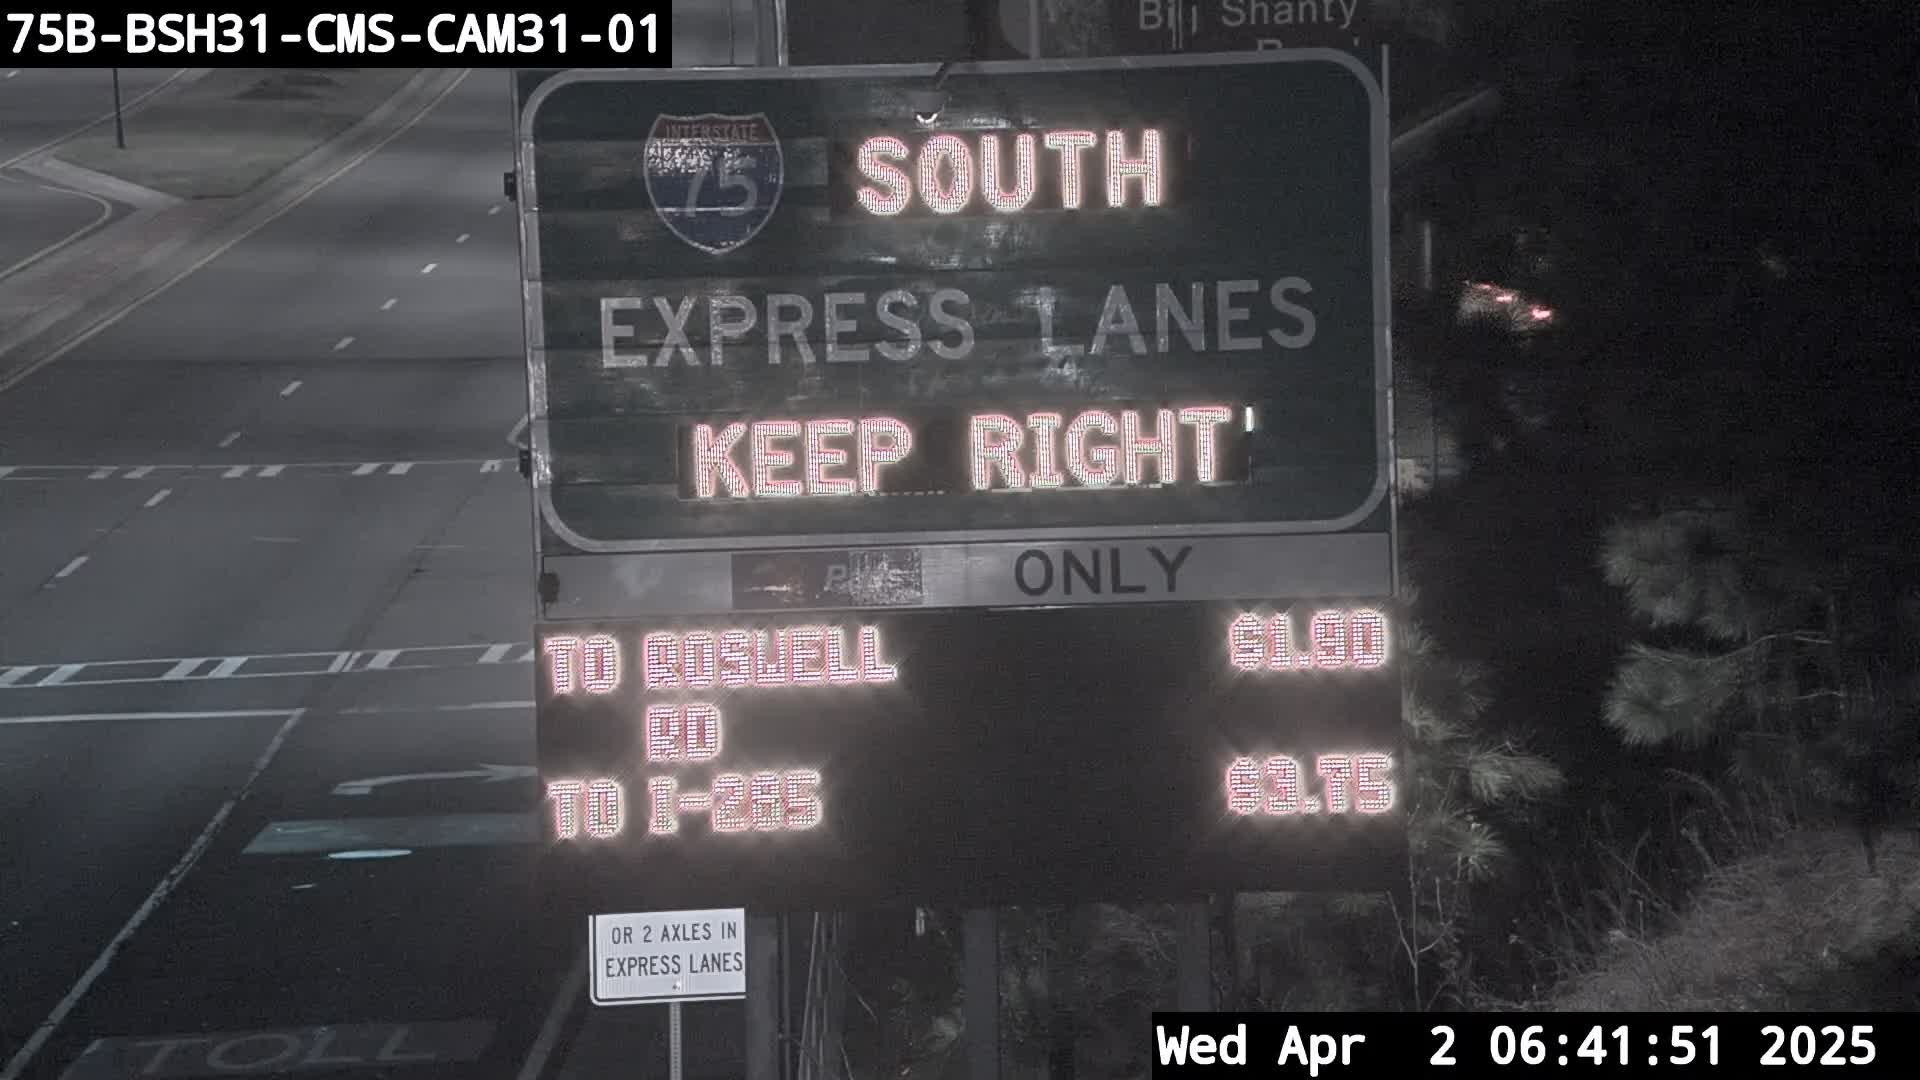 75B-BSH31-CMS-CAM31-01
Shanty
INTERSTATE
75
SOUTH
EXPRESS LANES
KEEP RIGHT
ONLY
TO ROSWELL $1.90
RD
TO I-285 $3.75
OR 2 AXLES IN
EXPRESS LANES
TOLL
Wed Apr 2 06:41:51 2025